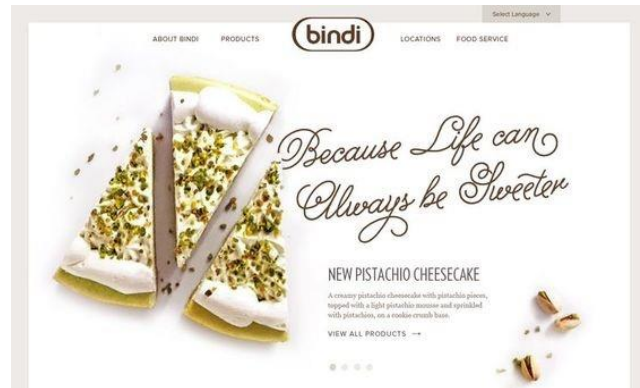 Select Language
ABOUT BINDI
PRODUCTS
bindi
LOCATIONS
FOOD SERVICE
Because Life can
Always be Sweeter
NEW PISTACHIO CHEESECAKE
A creamy pistachio cheesecake with pistachio pieces,
topped with a light pistachio mousse and sprinkled
with pistachios, on a cookie crumb base.
VIEW ALL PRODUCTS →